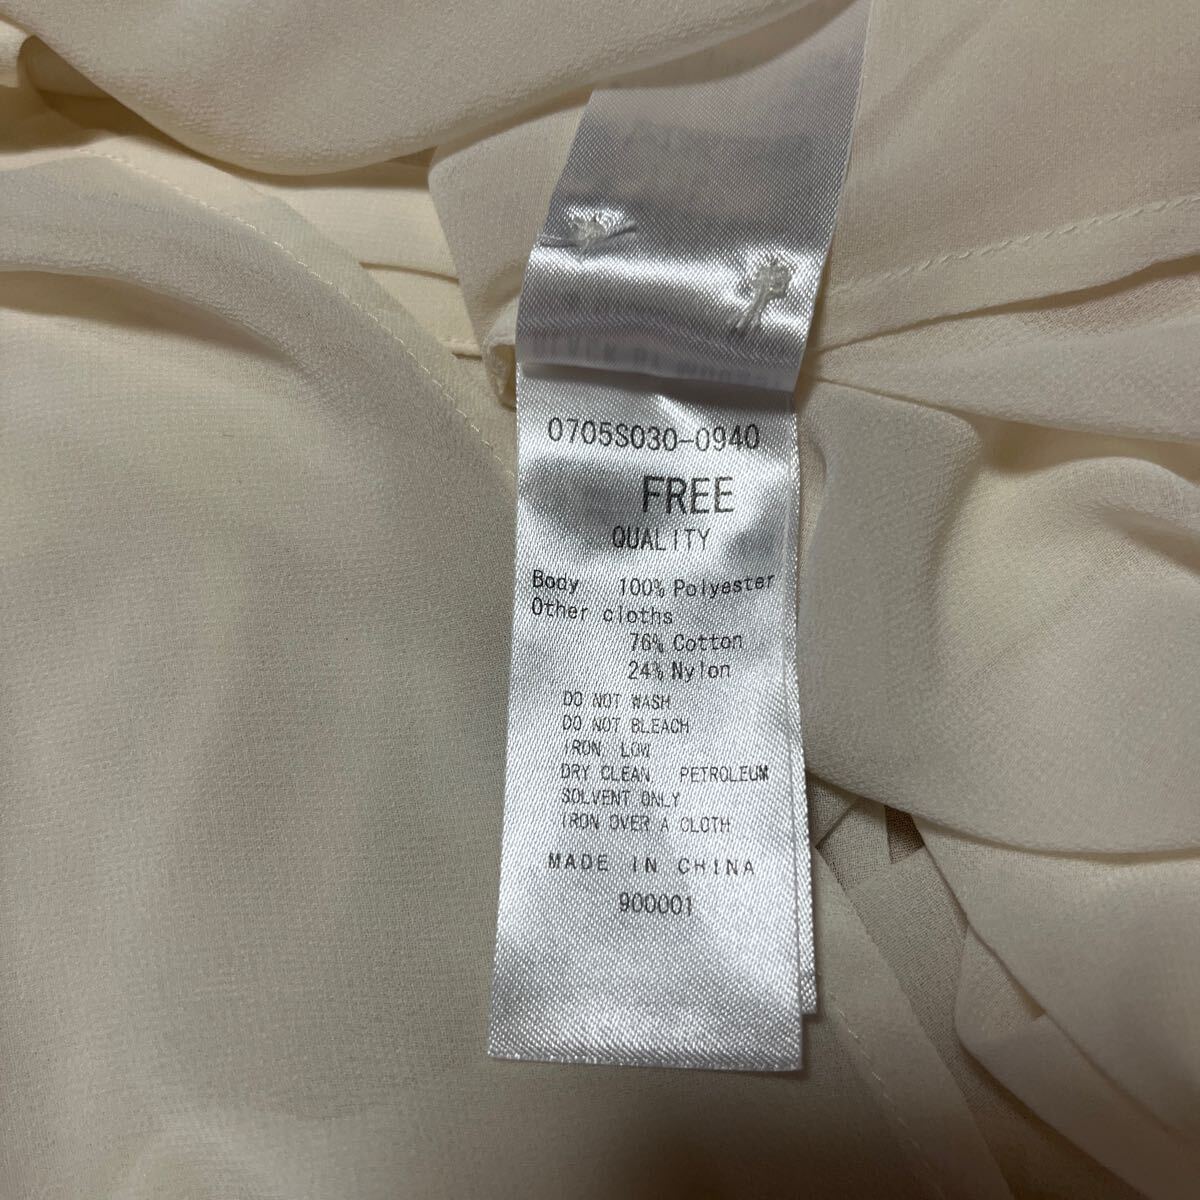 0705S030-0940
FREE
QUALITY
Body 100% Polyester
Other cloths
76% Cotton
24% Nylon
DO NOT WASH
DO NOT BLEACH
IRON, LOW
DRY CLEAN, PETROLEUM
SOLVENT ONLY
IRON OVER A CLOTH
MADE IN CHINA
900001